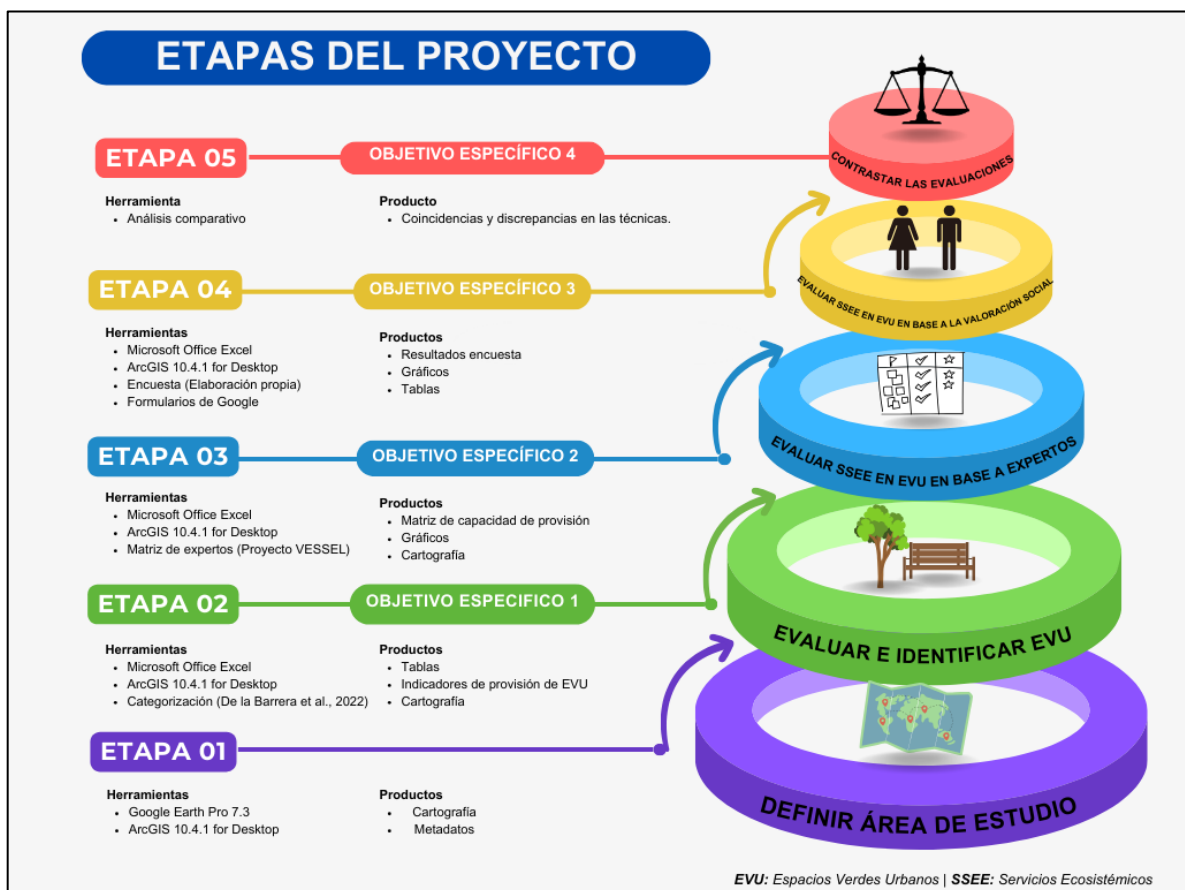 ETAPAS DEL PROYECTO
ETAPA 05
OBJETIVO ESPECÍFICO 4
CONTRASTAR LAS EVALUACIONES
Herramienta
• Análisis comparativo
Producto
• Coincidencias y discrepancias en las técnicas.
ETAPA 04
OBJETIVO ESPECÍFICO 3
EVALUAR SSEE EN EVU EN BASE A LA VALORACIÓN SOCIAL
Herramientas
• Microsoft Office Excel
• ArcGIS 10.4.1 for Desktop
• Encuesta (Elaboración propia)
• Formularios de Google
Productos
• Resultados encuesta
• Gráficos
• Tablas
ETAPA 03
OBJETIVO ESPECÍFICO 2
EVALUAR SSEE EN EVU EN BASE A EXPERTOS
Herramientas
• Microsoft Office Excel
• ArcGIS 10.4.1 for Desktop
• Matriz de expertos (Proyecto VESSEL)
Productos
• Matriz de capacidad de provisión
• Gráficos
• Cartografía
ETAPA 02
OBJETIVO ESPECIFICO 1
EVALUAR E IDENTIFICAR EVU
Herramientas
• Microsoft Office Excel
• ArcGIS 10.4.1 for Desktop
• Categorización (De la Barrera et al., 2022)
Productos
• Tablas
• Indicadores de provisión de EVU
• Cartografía
ETAPA 01
DEFINIR ÁREA DE ESTUDIO
Herramientas
• Google Earth Pro 7.3
• ArcGIS 10.4.1 for Desktop
Productos
• Cartografía
• Metadatos
EVU: Espacios Verdes Urbanos | SSEE: Servicios Ecosistémicos